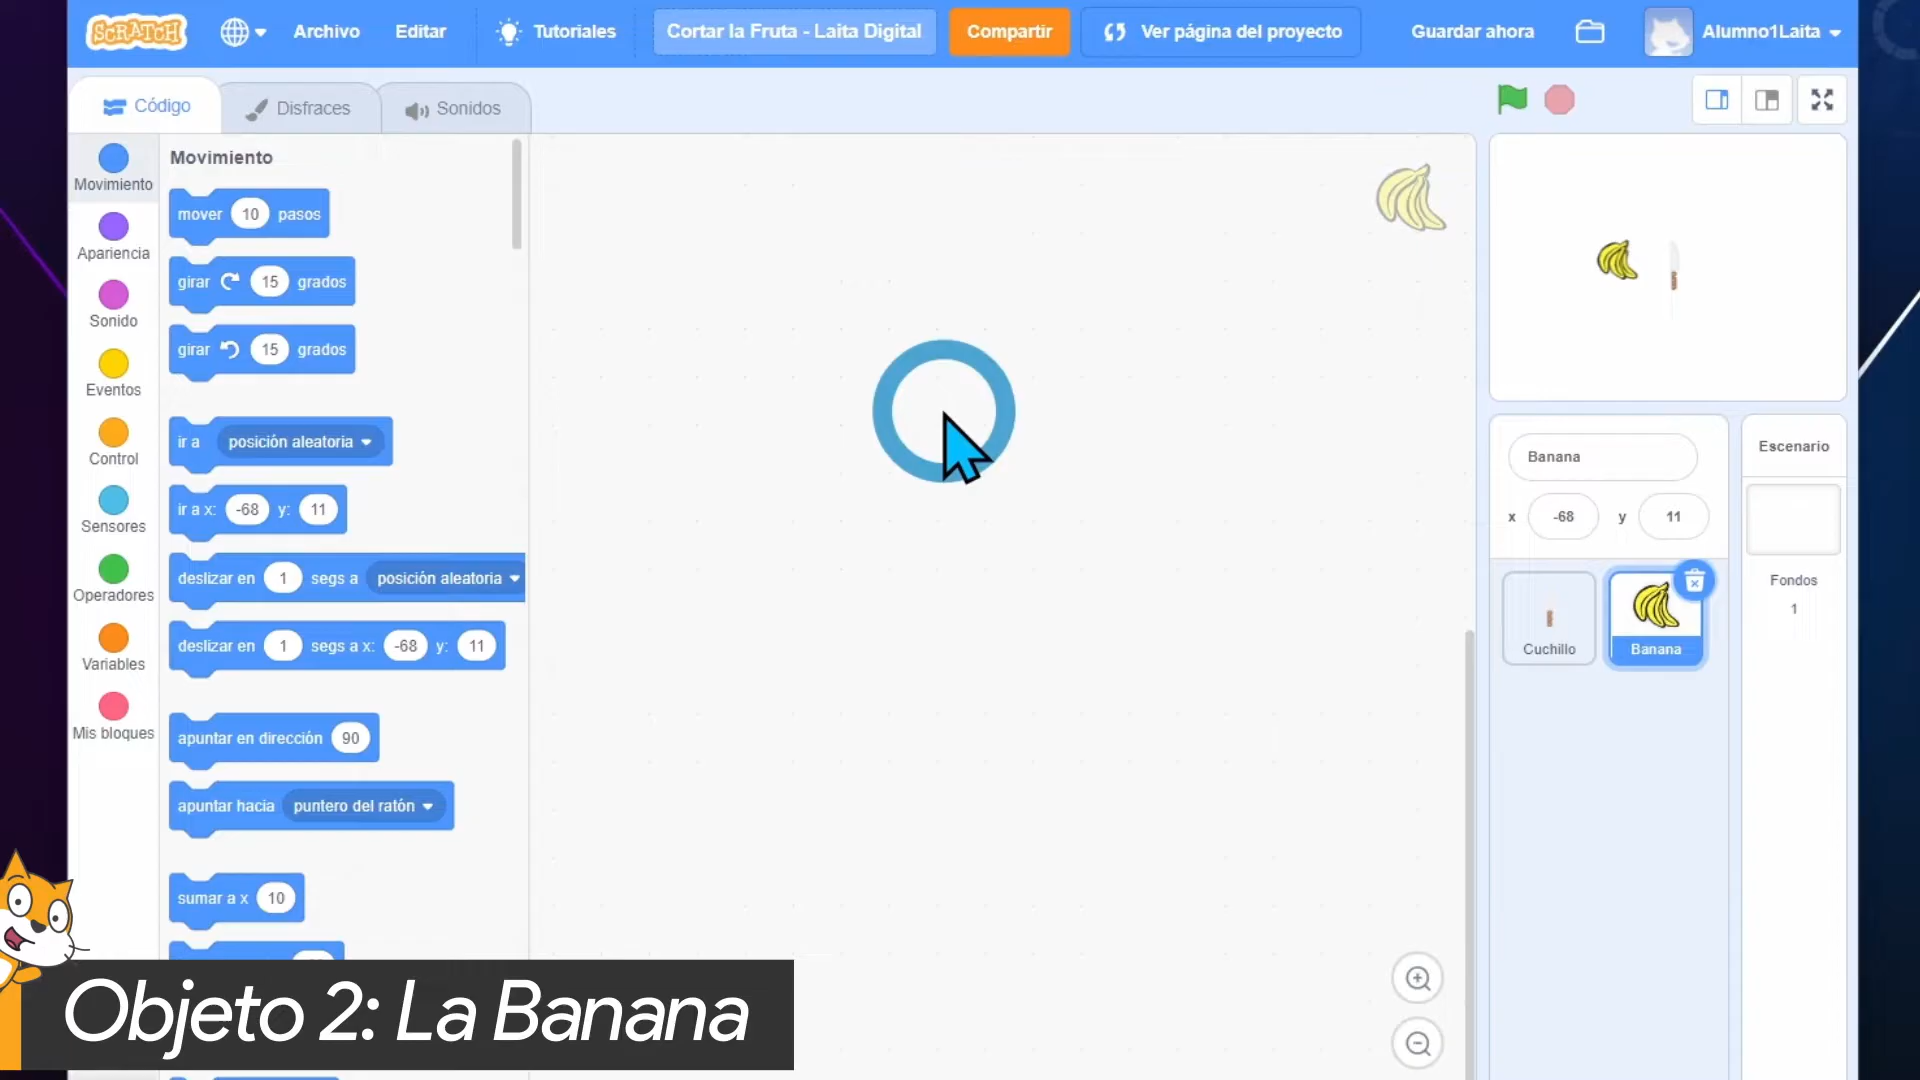 SCRATCH
Archivo
Editar
Tutoriales
Cortar la Fruta - Laita Digital
Compartir
Ver página del proyecto
Guardar ahora
Alumno1Laita
Código
Disfraces
Sonidos
Movimiento
Apariencia
Sonido
Eventos
Control
Sensores
Operadores
Variables
Mis bloques
Movimiento
mover 10 pasos
girar 15 grados
girar 15 grados
ir a posición aleatoria
ir a x: -68 y: 11
deslizar en 1 segs a posición aleatoria
deslizar en 1 segs a x: -68 y: 11
apuntar en dirección 90
apuntar hacia puntero del ratón
sumar a x 10
Banana
x -68 y 11
Cuchillo
Banana
Escenario
Fondos
1
Objeto 2: La Banana